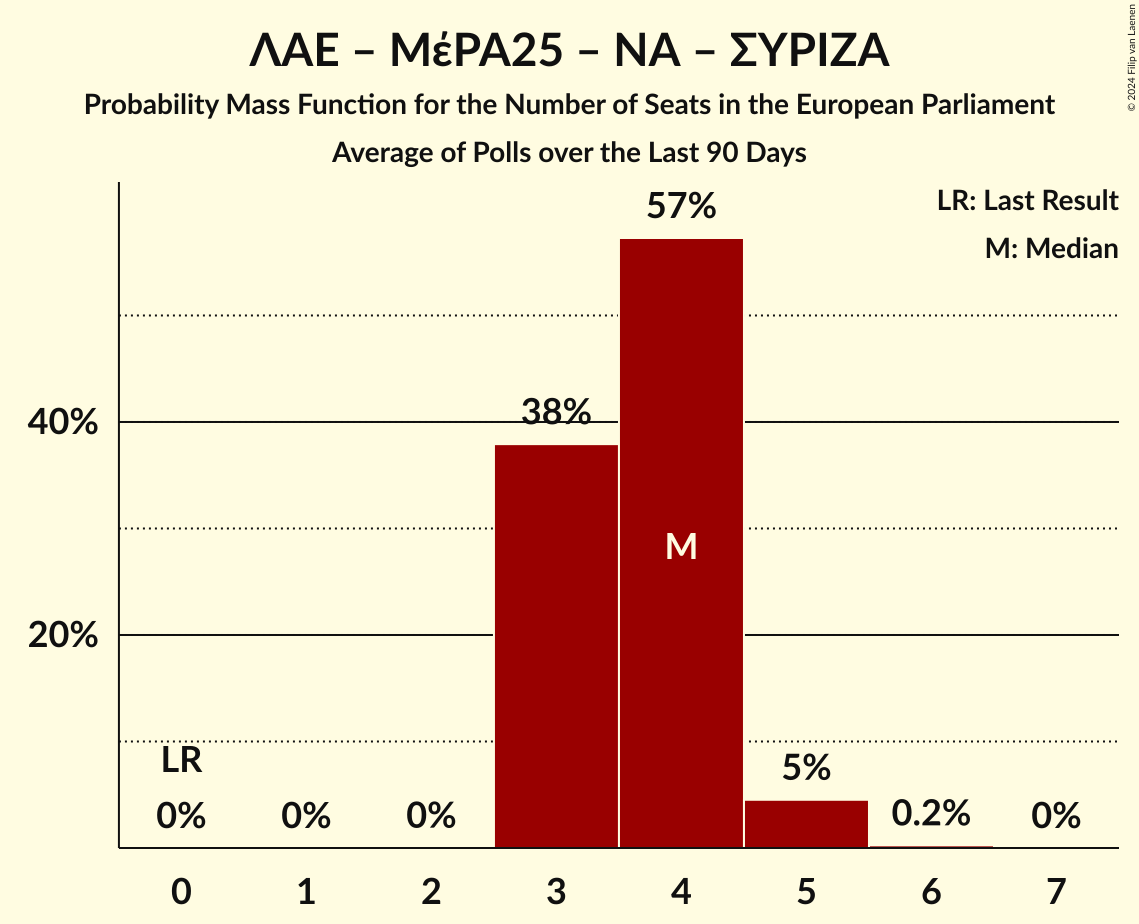 ΛΑΕ – ΜέΡΑ25 – ΝΑ – ΣΥΡΙΖΑ
Probability Mass Function for the Number of Seats in the European Parliament
Average of Polls over the Last 90 Days
© 2024 Filip van Laenen
LR: Last Result
M: Median
57%
38%
40%
M
20%
LR
5%
0% 0% 0% 0.2% 0%
0 1 2 3 4 5 6 7